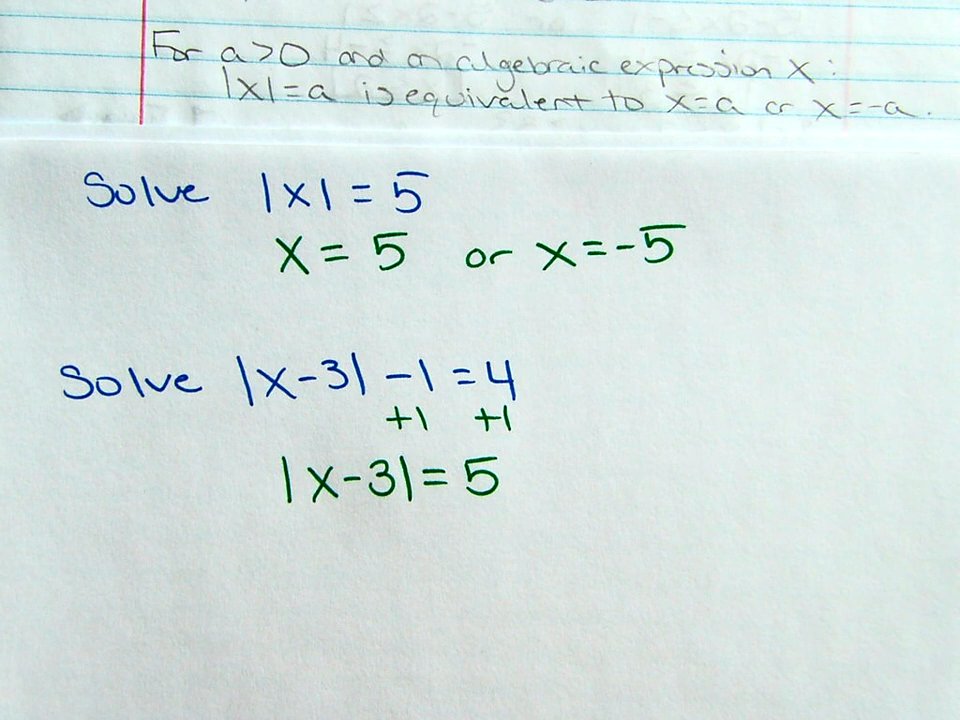 For a>0 and an algebraic expression X:
|X|=a is equivalent to X=a or X=-a.
Solve |x|=5
x=5 or x=-5
Solve |x-3|-1=4
+1 +1
|x-3|=5